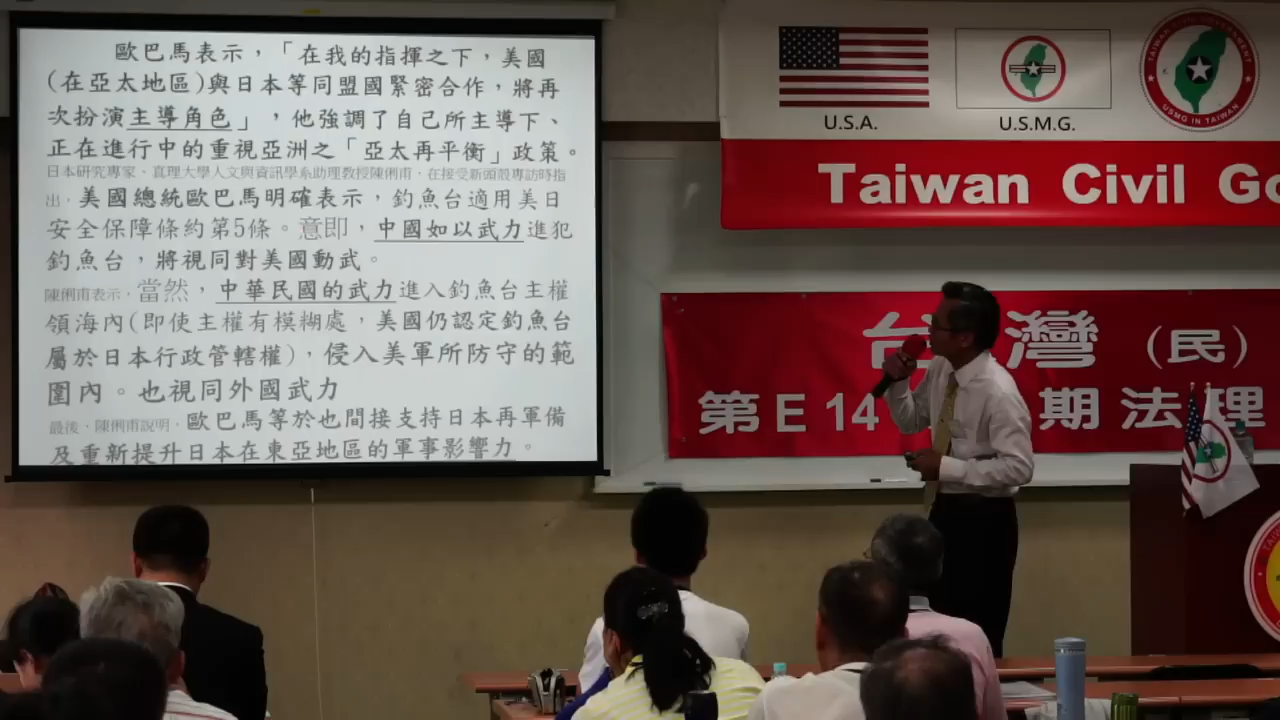 歐巴馬表示，「在我的指揮之下，美國
(在亞太地區)與日本等同盟國緊密合作，將再
次扮演主導角色」，他強調了自己所主導下、
正在進行中的重視亞洲之「亞太再平衡」政策。
日本研究專家、真理大學人文與資訊學系助理教授陳俐甫，在接受新頭殼專訪時指
出，美國總統歐巴馬明確表示，釣魚台適用美日
安全保障條約第5條。意即，中國如以武力進犯
釣魚台，將視同對美國動武。
陳俐甫表示，當然，中華民國的武力進入釣魚台主權
領海內(即使主權有模糊處，美國仍認定釣魚台
屬於日本行政管轄權)，侵入美軍所防守的範
圍內。也視同外國武力
最後，陳俐甫說明，歐巴馬等於也間接支持日本再軍備
及重新提升日本在東亞地區的軍事影響力。
U.S.A.
U.S.M.G.
TAIWAN CIVIL GOVERNMENT
USMG IN TAIWAN
Taiwan Civil Go
台灣（民）
第E14 期法理